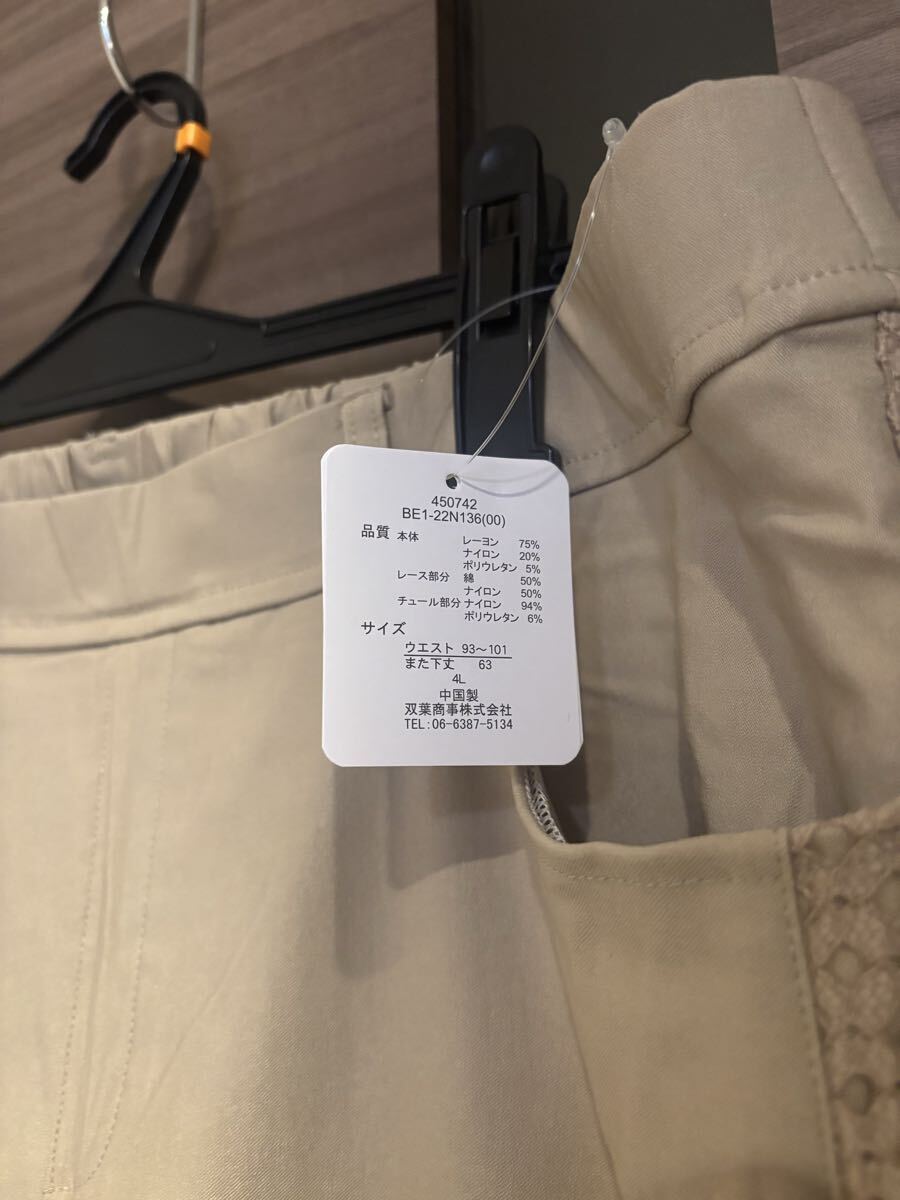 450742
BE1-22N136(00)
品質 本体 レーヨン 75%
ナイロン 20%
ポリウレタン 5%
レース部分 綿 50%
ナイロン 50%
チュール部分 ナイロン 94%
ポリウレタン 6%
サイズ
ウエスト 93～101
また下丈 63
4L
中国製
双葉商事株式会社
TEL:06-6387-5134